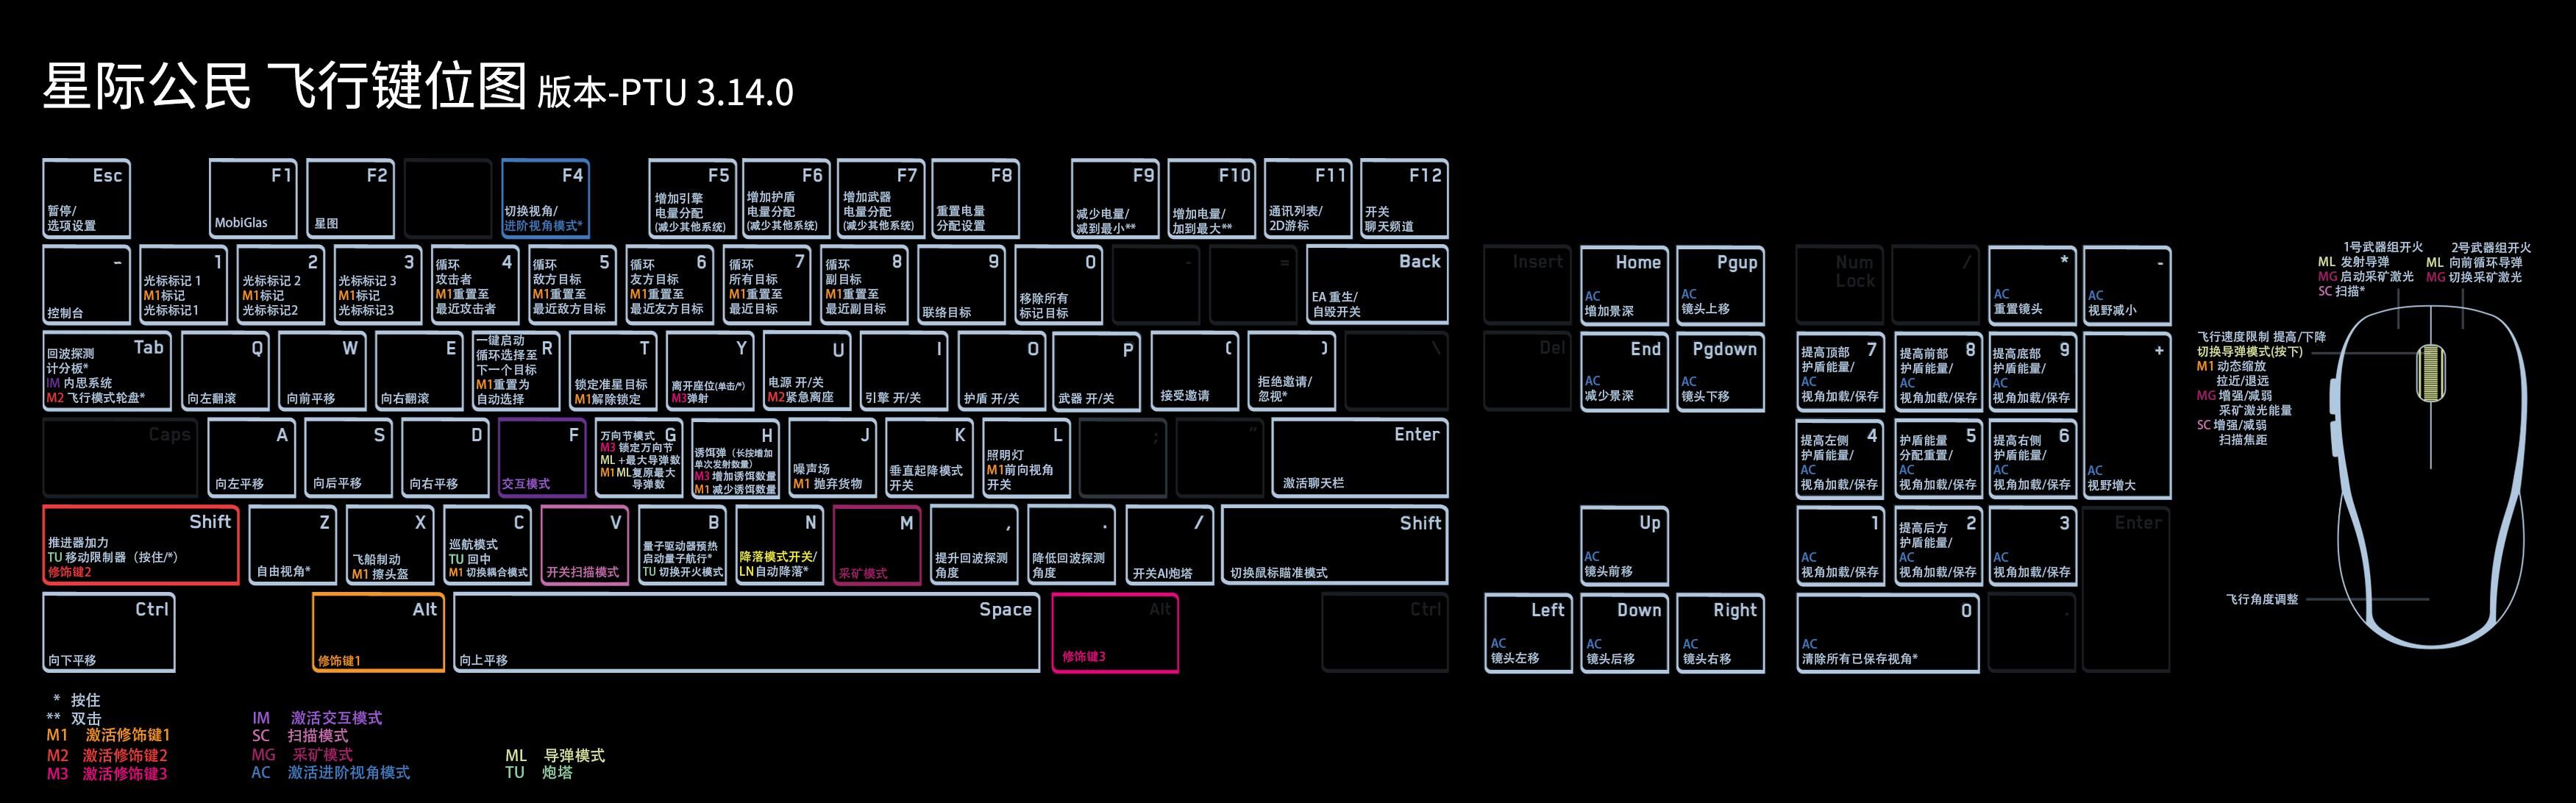 星际公民 飞行键位图 版本-PTU 3.14.0
Esc
暂停/
选项设置
F1
MobiGlas
F2
星图
F4
切换视角/
进阶视角模式*
F5
增加引擎
电量分配
(减少其他系统)
F6
增加护盾
电量分配
(减少其他系统)
F7
增加武器
电量分配
(减少其他系统)
F8
重置电量
分配设置
F9
减少电量/
减到最小**
F10
增加电量/
加到最大**
F11
通讯列表/
2D游标
F12
开关
聊天频道
~
控制台
1
光标标记 1
M1标记
光标标记1
2
光标标记 2
M1标记
光标标记2
3
光标标记 3
M1标记
光标标记3
4
循环
攻击者
M1重置至
最近攻击者
5
循环
敌方目标
M1重置至
最近敌方目标
6
循环
友方目标
M1重置至
最近友方目标
7
循环
所有目标
M1重置至
最近目标
8
循环
副目标
M1重置至
最近副目标
9
联络目标
0
移除所有
标记目标
-
=
Back
EA 重生/
自毁开关
Insert
Home
AC
增加景深
Pgup
AC
镜头上移
Num
Lock
/
*
AC
重置镜头
-
AC
视野减小
Tab
回波探测
计分板*
IM 内思系统
M2 飞行模式轮盘*
Q
向左翻滚
W
向前平移
E
向右翻滚
R
一键启动
循环选择至
下一个目标
M1重置为
自动选择
T
锁定准星目标
M1解除锁定
Y
离开座位(单击/*)
M3弹射
U
电源 开/关
M2紧急离座
I
引擎 开/关
O
护盾 开/关
P
武器 开/关
[
接受邀请
]
拒绝邀请/
忽视*
\
Del
End
AC
减少景深
Pgdown
AC
镜头下移
7
提高顶部
护盾能量/
AC
视角加载/保存
8
提高前部
护盾能量/
AC
视角加载/保存
9
提高底部
护盾能量/
AC
视角加载/保存
+
AC
视野增大
Caps
A
向左平移
S
向后平移
D
向右平移
F
交互模式
G
万向节模式
M3 锁定万向节
ML +最大导弹数
M1 ML复原最大
导弹数
H
诱饵弹（长按增加
单次发射数量)
M3 增加诱饵数量
M1 减少诱饵数量
J
噪声场
M1 抛弃货物
K
垂直起降模式
开关
L
照明灯
M1前向视角
开关
;
"
Enter
激活聊天栏
4
提高左侧
护盾能量/
AC
视角加载/保存
5
护盾能量
分配重置/
AC
视角加载/保存
6
提高右侧
护盾能量/
AC
视角加载/保存
Shift
推进器加力
TU 移动限制器（按住/*）
修饰键2
Z
自由视角*
X
飞船制动
M1 擦头盔
C
巡航模式
TU 回中
M1 切换耦合模式
V
开关扫描模式
B
量子驱动器预热
启动量子航行*
TU 切换开火模式
N
降落模式开关/
LN自动降落*
M
采矿模式
,
提升回波探测
角度
.
降低回波探测
角度
/
开关AI炮塔
Shift
切换鼠标瞄准模式
Up
AC
镜头前移
1
AC
视角加载/保存
2
提高后方
护盾能量/
AC
视角加载/保存
3
AC
视角加载/保存
Enter
Ctrl
向下平移
Alt
修饰键1
Space
向上平移
Alt
修饰键3
Ctrl
Left
AC
镜头左移
Down
AC
镜头后移
Right
AC
镜头右移
0
AC
清除所有已保存视角*
.
1号武器组开火
ML 发射导弹
MG 启动采矿激光
SC 扫描*
2号武器组开火
ML 向前循环导弹
MG 切换采矿激光
飞行速度限制 提高/下降
切换导弹模式(按下)
M1 动态缩放
拉近/退远
MG 增强/减弱
采矿激光能量
SC 增强/减弱
扫描焦距
飞行角度调整
* 按住
** 双击
M1 激活修饰键1
M2 激活修饰键2
M3 激活修饰键3
IM 激活交互模式
SC 扫描模式
MG 采矿模式
AC 激活进阶视角模式
ML 导弹模式
TU 炮塔